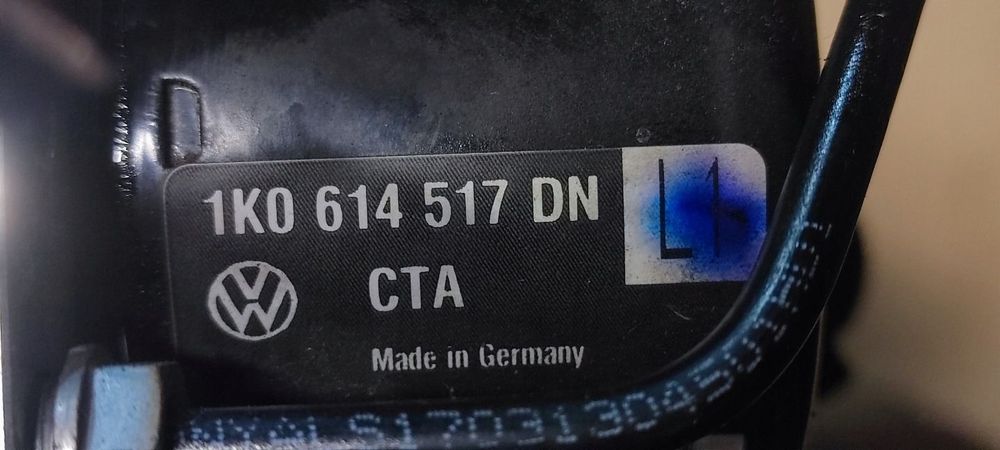 1K0 614 517 DN
L1
CTA
Made in Germany